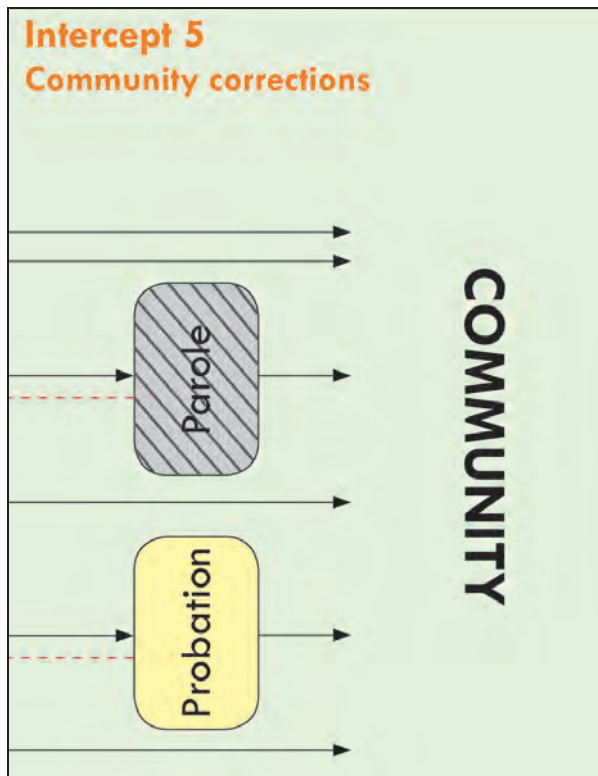 Intercept 5
Community corrections
Parole
Probation
COMMUNITY